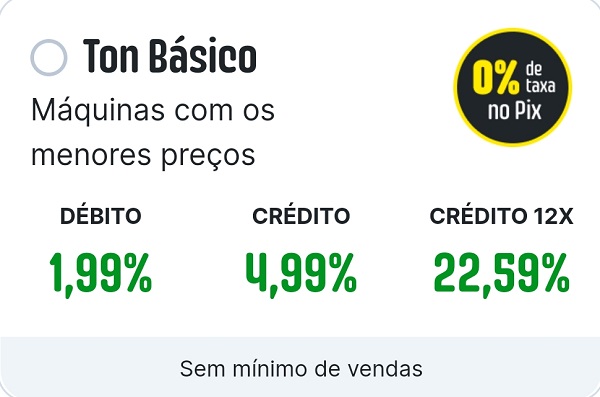 Ton Básico
0% de taxa
no Pix
Máquinas com os
menores preços
DÉBITO CRÉDITO CRÉDITO 12X
1,99% 4,99% 22,59%
Sem mínimo de vendas